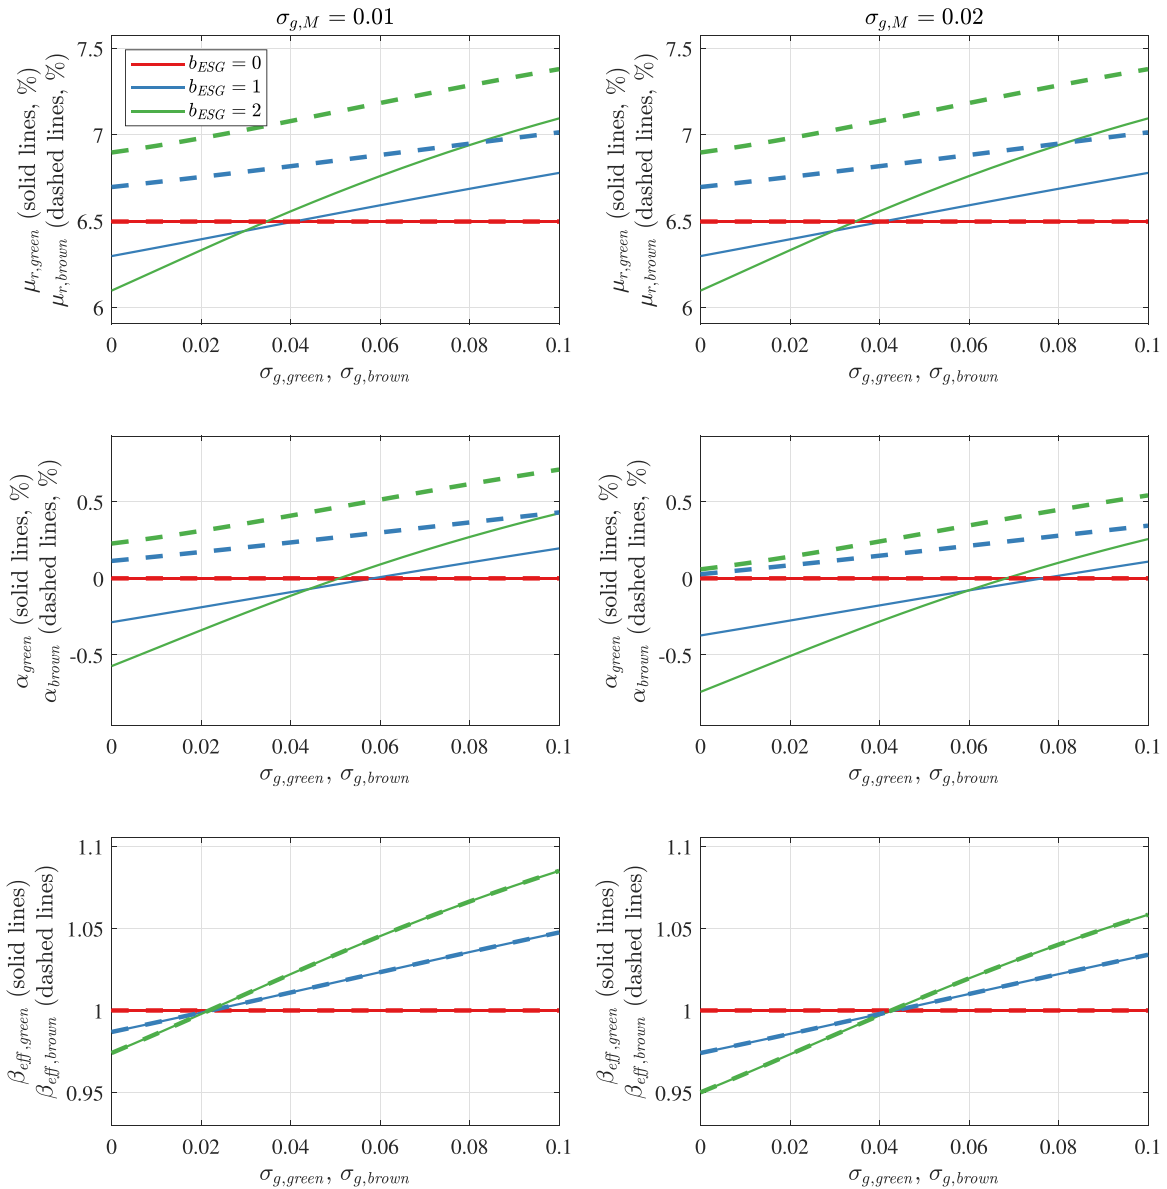 σ_{g,M} = 0.01
σ_{g,M} = 0.02
b_{ESG} = 0
b_{ESG} = 1
b_{ESG} = 2
μ_{r,green} (solid lines, %)
μ_{r,brown} (dashed lines, %)
7.5
7
6.5
6
0 0.02 0.04 0.06 0.08 0.1
σ_{g,green}, σ_{g,brown}
μ_{r,green} (solid lines, %)
μ_{r,brown} (dashed lines, %)
7.5
7
6.5
6
0 0.02 0.04 0.06 0.08 0.1
σ_{g,green}, σ_{g,brown}
α_{green} (solid lines, %)
α_{brown} (dashed lines, %)
0.5
0
-0.5
0 0.02 0.04 0.06 0.08 0.1
σ_{g,green}, σ_{g,brown}
α_{green} (solid lines, %)
α_{brown} (dashed lines, %)
0.5
0
-0.5
0 0.02 0.04 0.06 0.08 0.1
σ_{g,green}, σ_{g,brown}
β_{eff,green} (solid lines)
β_{eff,brown} (dashed lines)
1.1
1.05
1
0.95
0 0.02 0.04 0.06 0.08 0.1
σ_{g,green}, σ_{g,brown}
β_{eff,green} (solid lines)
β_{eff,brown} (dashed lines)
1.1
1.05
1
0.95
0 0.02 0.04 0.06 0.08 0.1
σ_{g,green}, σ_{g,brown}